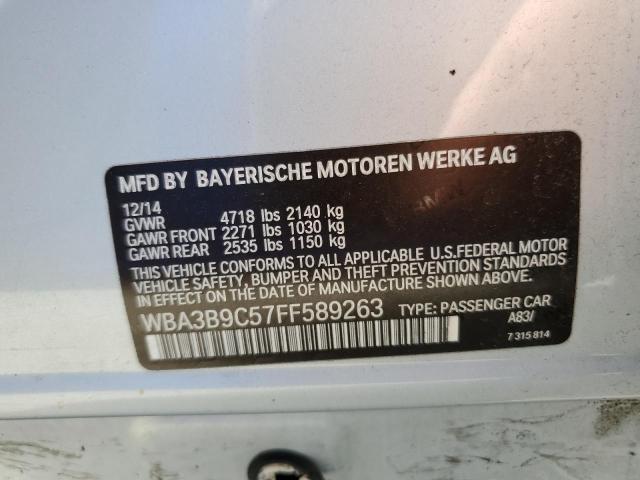 MFD BY BAYERISCHE MOTOREN WERKE AG
12/14
GVWR 4718 lbs 2140 kg
GAWR FRONT 2271 lbs 1030 kg
GAWR REAR 2535 lbs 1150 kg
THIS VEHICLE CONFORMS TO ALL APPLICABLE U.S.FEDERAL MOTOR
VEHICLE SAFETY, BUMPER AND THEFT PREVENTION STANDARDS
IN EFFECT ON THE DATE OF MANUFACTURE SHOWN ABOVE.
WBA3B9C57FF589263 TYPE: PASSENGER CAR
A83/
7 315 814